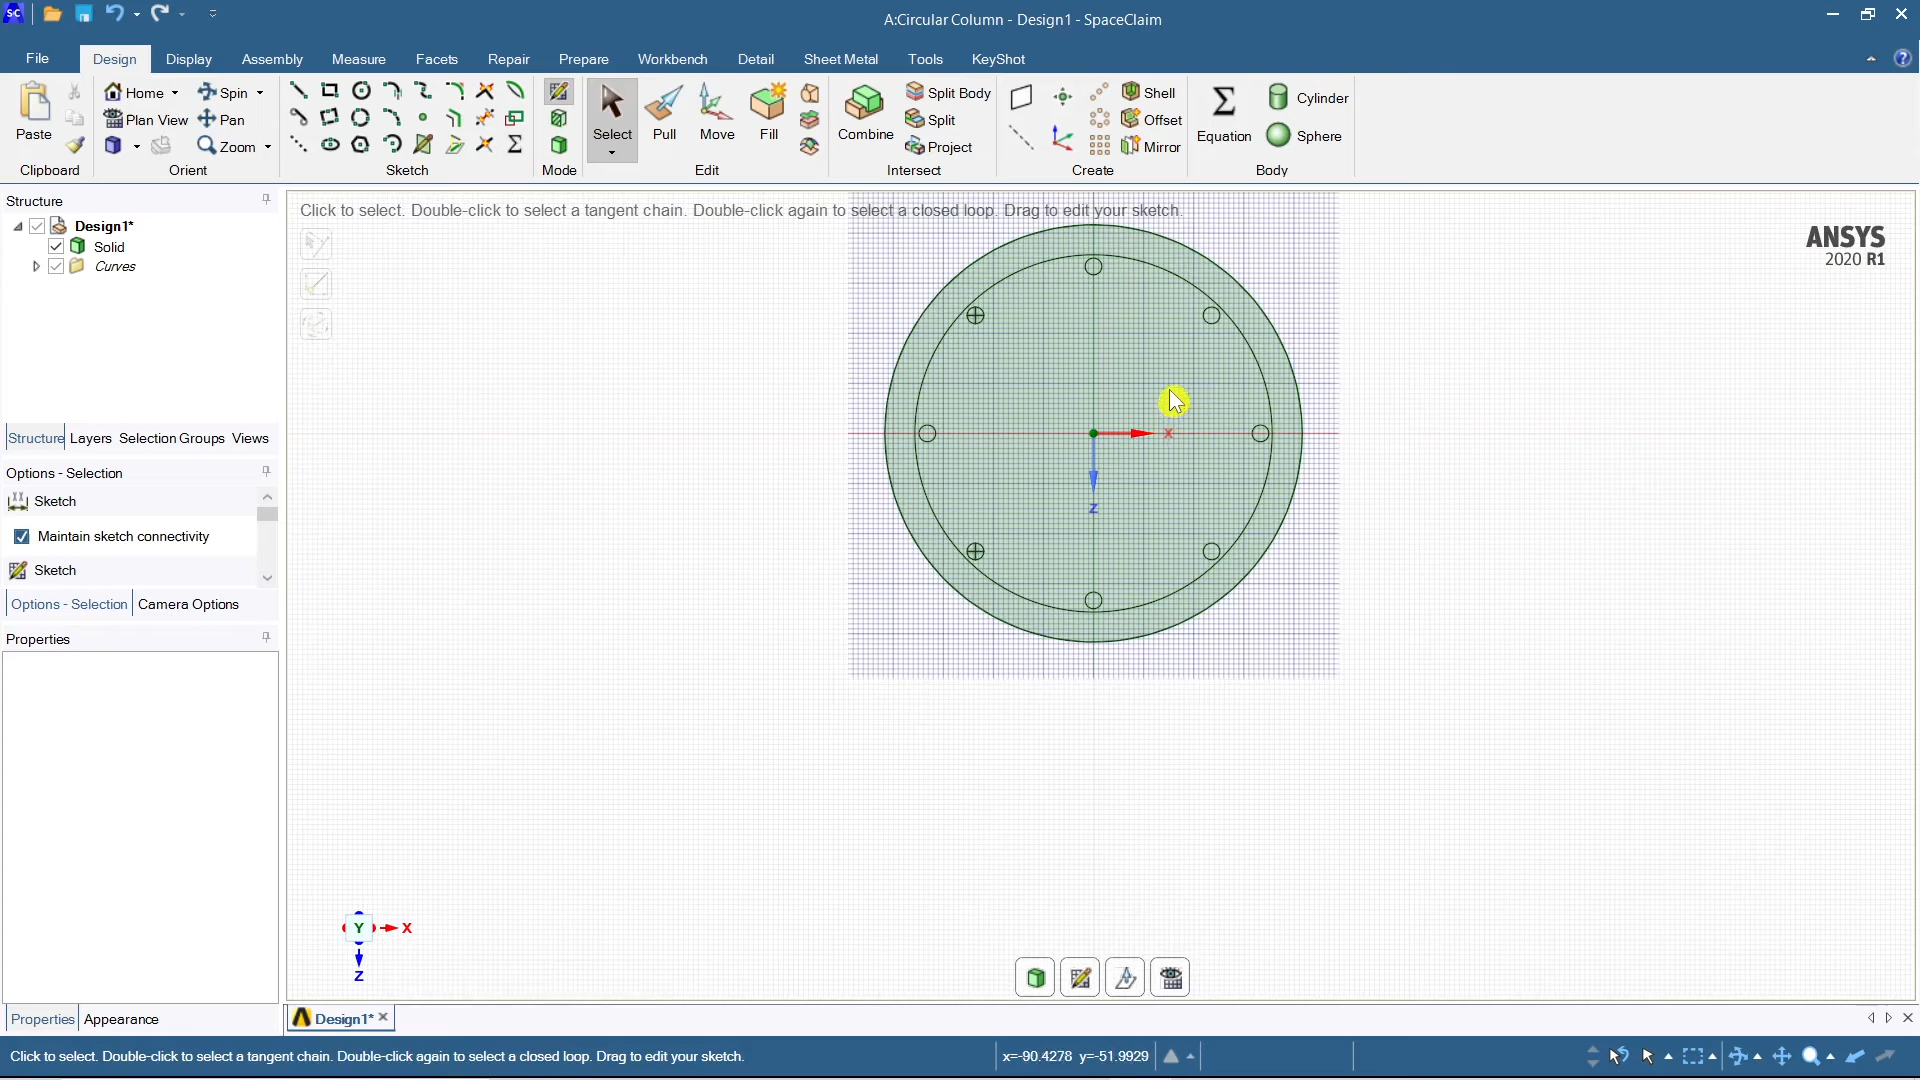 SC
A:Circular Column - Design1 - SpaceClaim
File Design Display Assembly Measure Facets Repair Prepare Workbench Detail Sheet Metal Tools KeyShot
Paste
Clipboard
Home Spin
Plan View Pan
Zoom
Orient
Sketch
Mode
Select Pull Move Fill
Edit
Combine
Split Body
Split
Project
Intersect
Shell
Offset
Mirror
Create
Equation
Cylinder
Sphere
Body
Structure
Design1*
Solid
Curves
Structure Layers Selection Groups Views
Options - Selection
Sketch
Maintain sketch connectivity
Sketch
Options - Selection Camera Options
Properties
Properties Appearance
Click to select. Double-click to select a tangent chain. Double-click again to select a closed loop. Drag to edit your sketch.
ANSYS
2020 R1
X
Z
Y X
Z
Design1*
Click to select. Double-click to select a tangent chain. Double-click again to select a closed loop. Drag to edit your sketch.
x=-90.4278 y=-51.9929